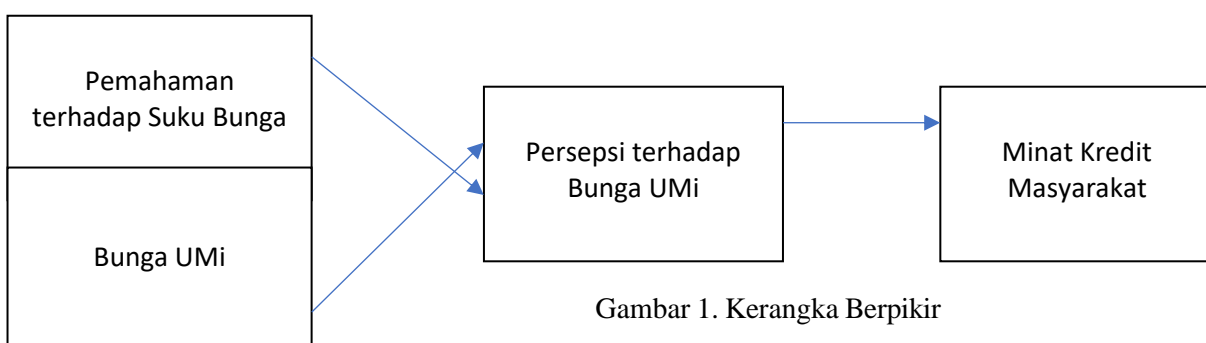 Pemahaman
terhadap Suku Bunga
Bunga UMi
Persepsi terhadap
Bunga UMi
Minat Kredit
Masyarakat
Gambar 1. Kerangka Berpikir